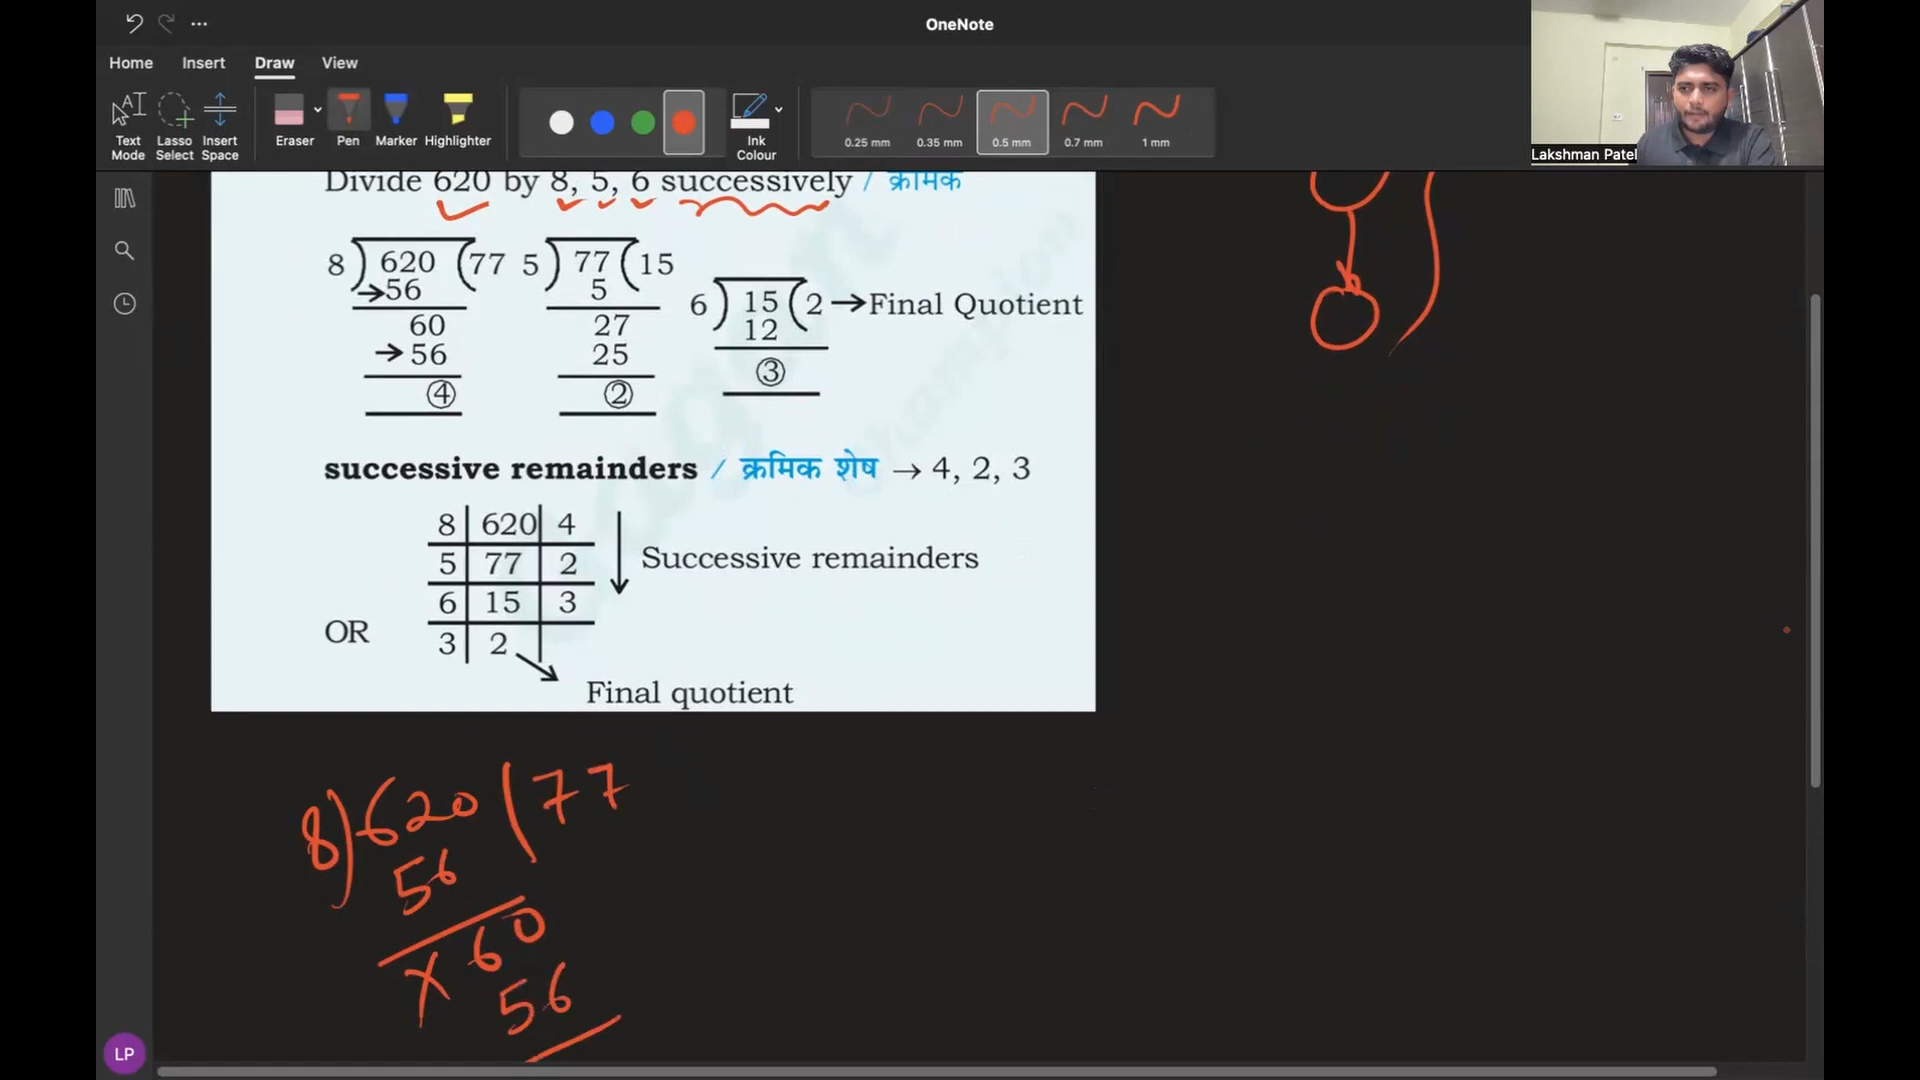 OneNote
Home Insert Draw View
Text Mode Lasso Select Insert Space Eraser Pen Marker Highlighter Ink Colour 0.25 mm 0.35 mm 0.5 mm 0.7 mm 1 mm
Lakshman Patel
Divide 620 by 8, 5, 6 successively / क्रमिक
8 ) 620 ( 77 5 ) 77 ( 15
→56 5
6 ) 15 ( 2 →Final Quotient
60 27 12
→ 56 25
③
④ ②
successive remainders / क्रमिक शेष → 4, 2, 3
8 620 4
5 77 2
Successive remainders
6 15 3
OR
3 2
Final quotient
8)620(77
56
x 60
56
LP